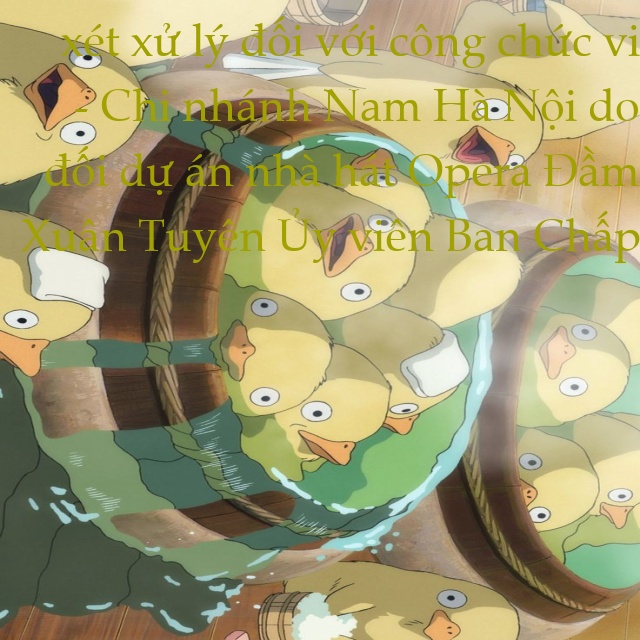 xét xử lý đối với công chức vi
- Chi nhánh Nam Hà Nội do
đối dự án nhà hát Opera Đầm
Xuân Tuyên Ủy viên Ban Chấp